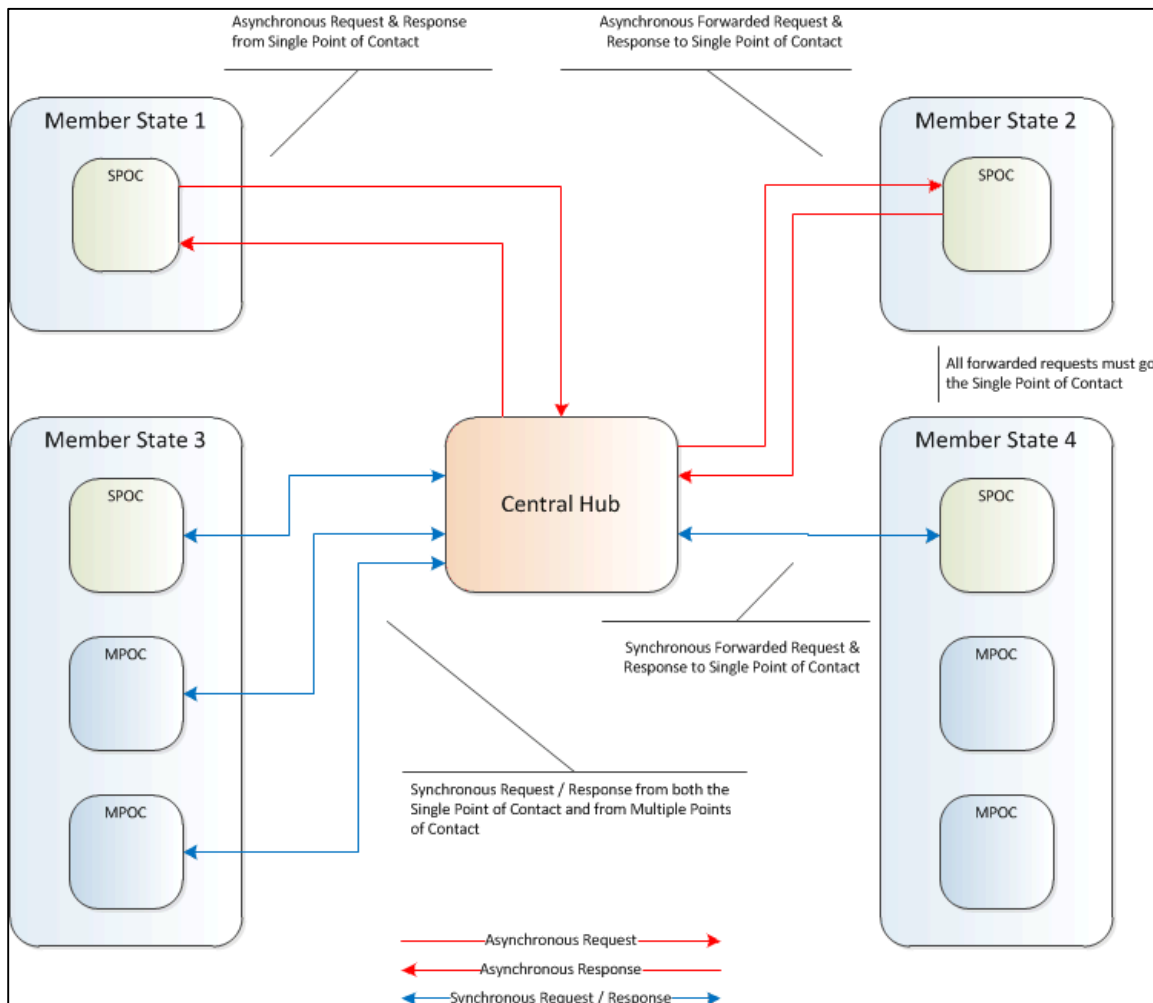 Asynchronous Request & Response
from Single Point of Contact
Asynchronous Forwarded Request &
Response to Single Point of Contact
Member State 1
SPOC
Member State 2
SPOC
All forwarded requests must go
the Single Point of Contact
Member State 3
SPOC
MPOC
MPOC
Central Hub
Member State 4
SPOC
MPOC
MPOC
Synchronous Forwarded Request &
Response to Single Point of Contact
Synchronous Request / Response from both the
Single Point of Contact and from Multiple Points
of Contact
Asynchronous Request
Asynchronous Response
Synchronous Request / Response